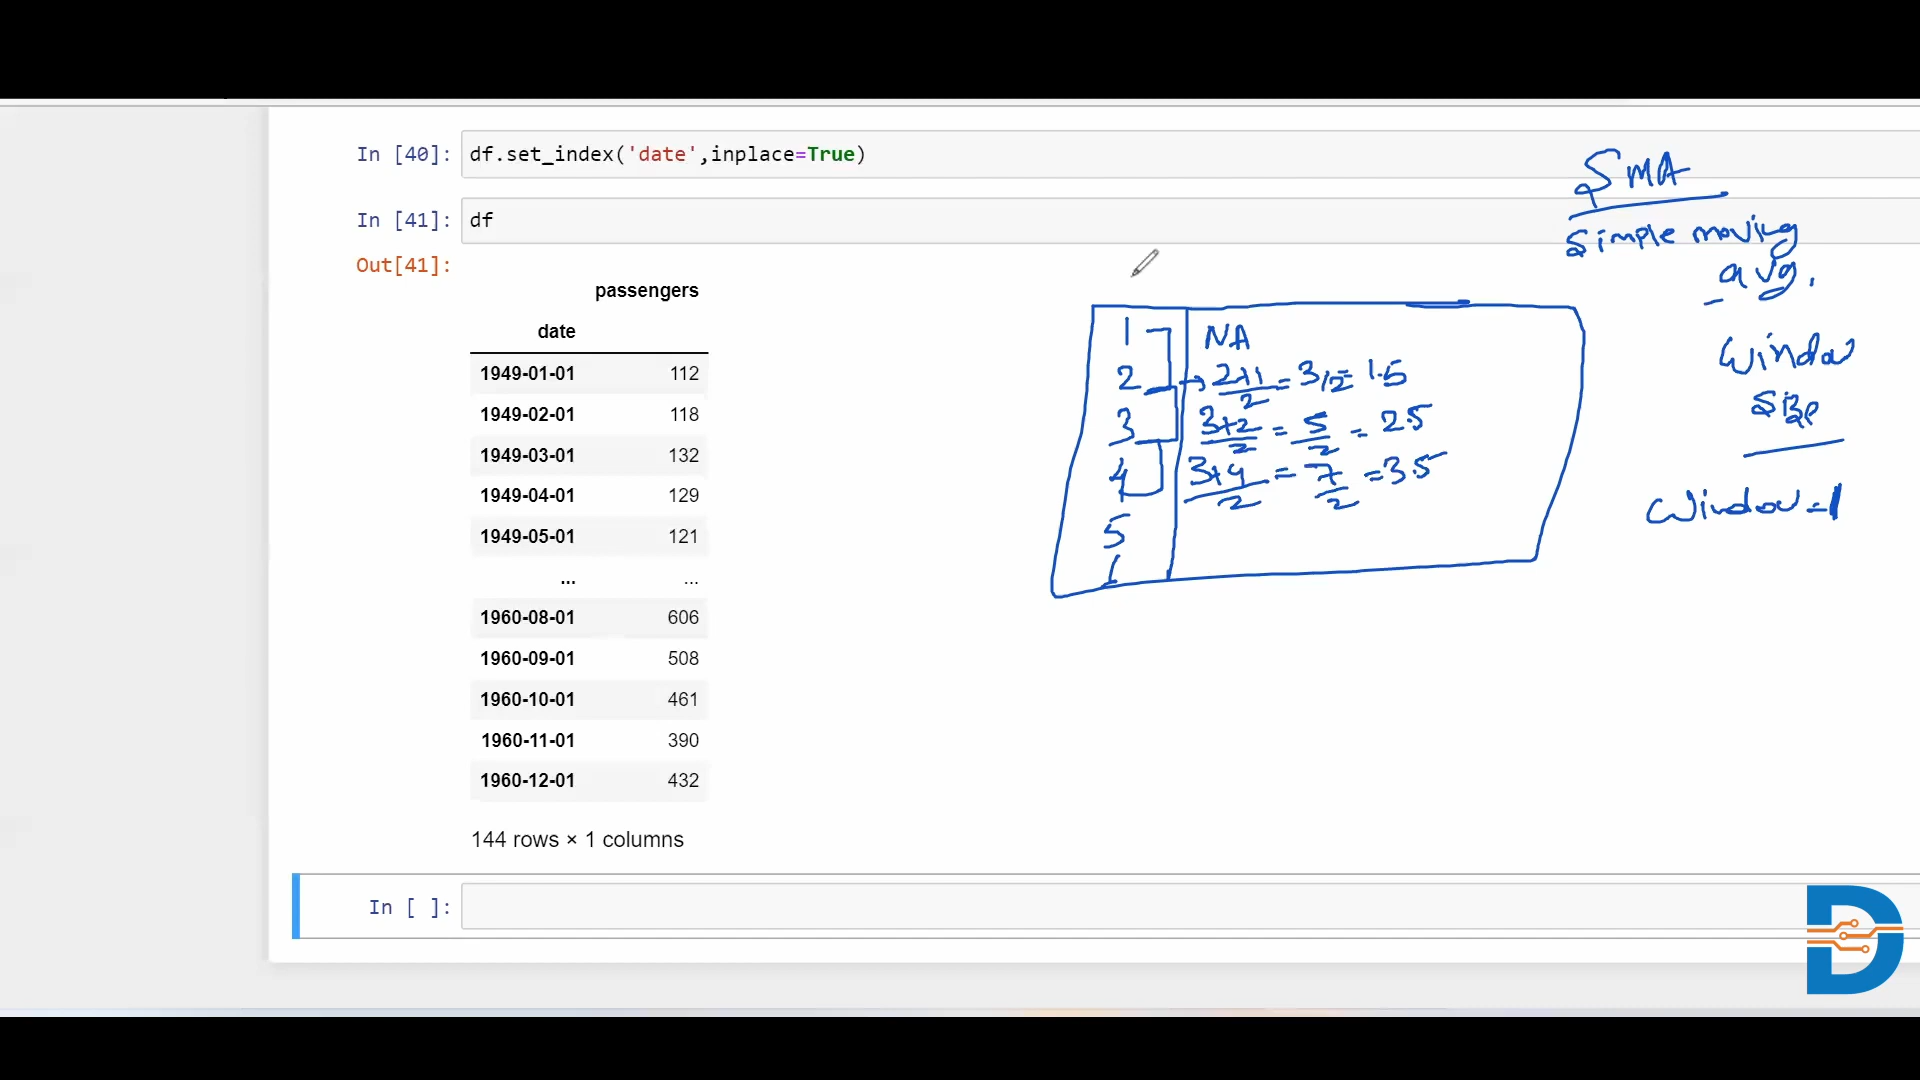 In [40]: df.set_index('date',inplace=True)
In [41]: df
Out[41]:
passengers
date
1949-01-01 112
1949-02-01 118
1949-03-01 132
1949-04-01 129
1949-05-01 121
... ...
1960-08-01 606
1960-09-01 508
1960-10-01 461
1960-11-01 390
1960-12-01 432
144 rows × 1 columns
In [ ]:
SMA
Simple moving
avg.
Window
size
Window =1
1 NA
2 → 2+1/2 = 3/2 = 1.5
3 3+2/2 = 5/2 = 2.5
4 3+4/2 = 7/2 = 3.5
5
1